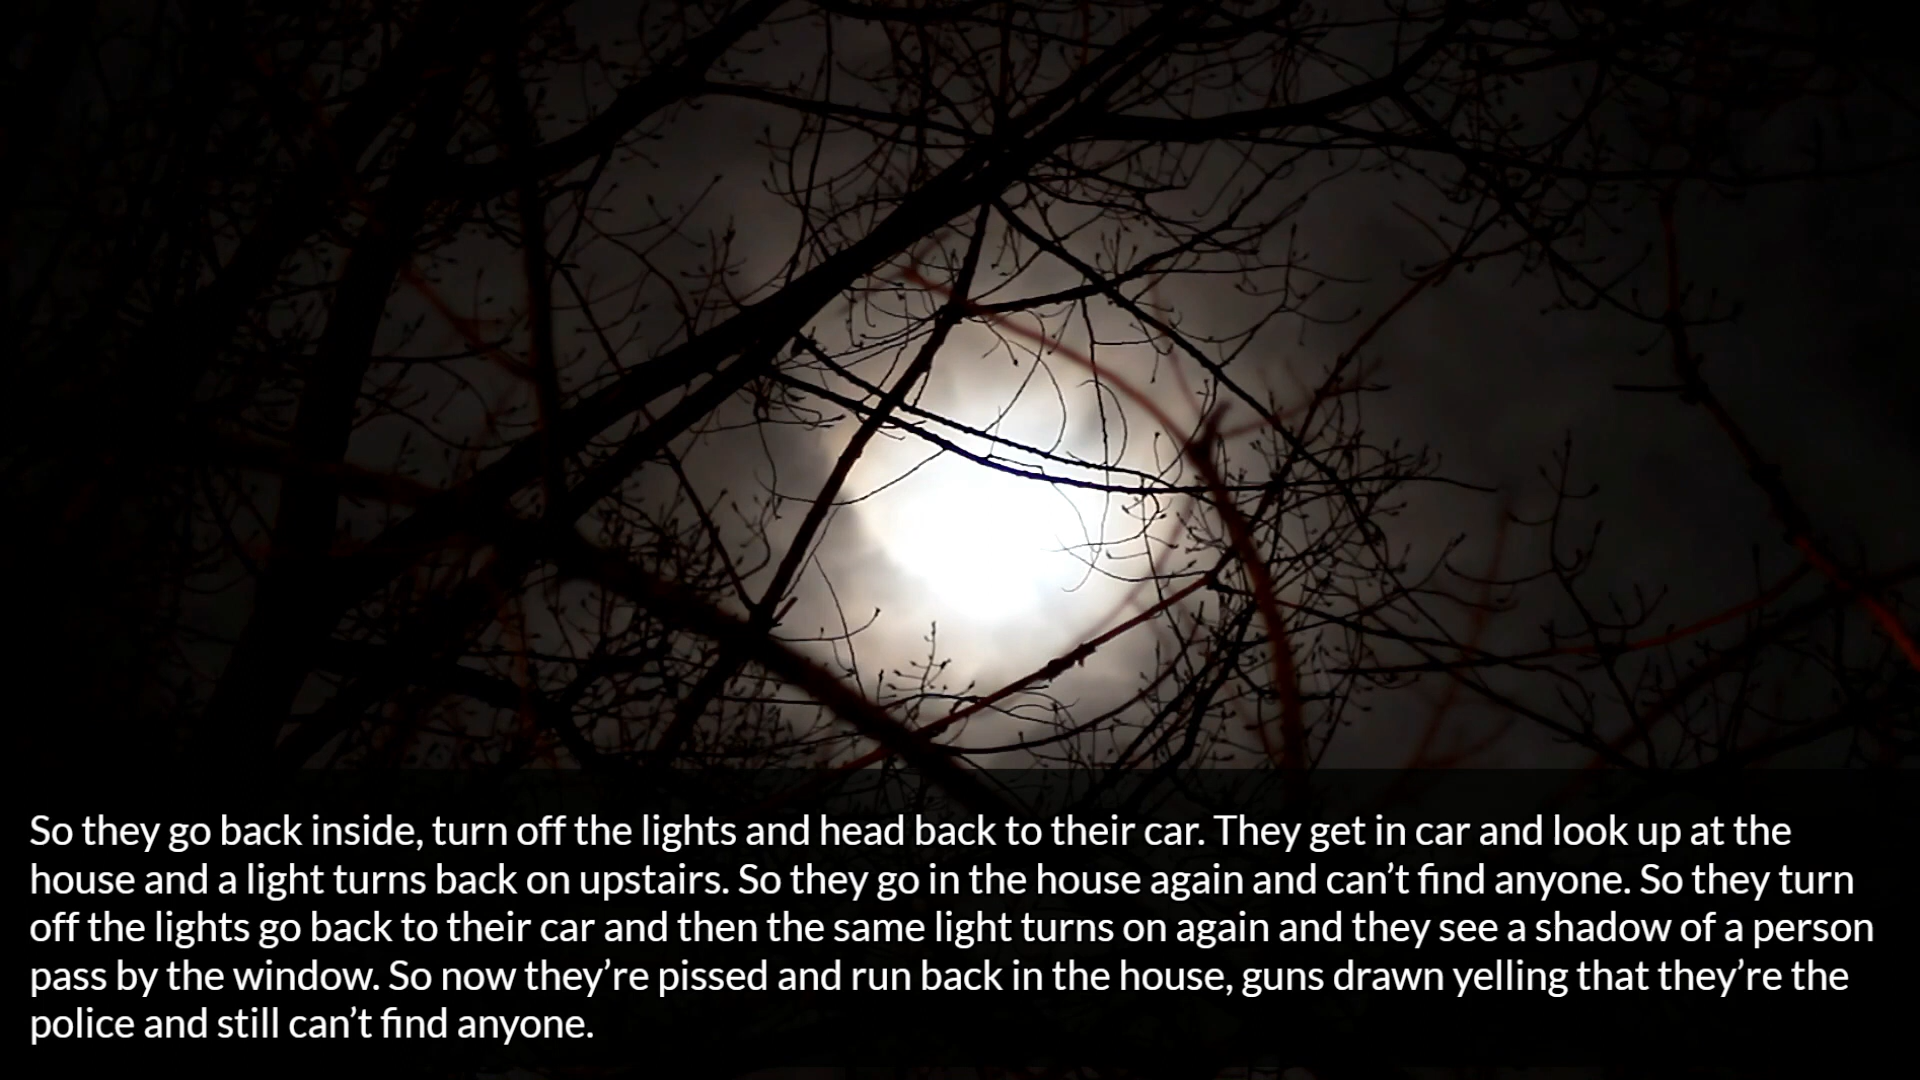 So they go back inside, turn off the lights and head back to their car. They get in car and look up at the
house and a light turns back on upstairs. So they go in the house again and can’t find anyone. So they turn
off the lights go back to their car and then the same light turns on again and they see a shadow of a person
pass by the window. So now they’re pissed and run back in the house, guns drawn yelling that they’re the
police and still can’t find anyone.